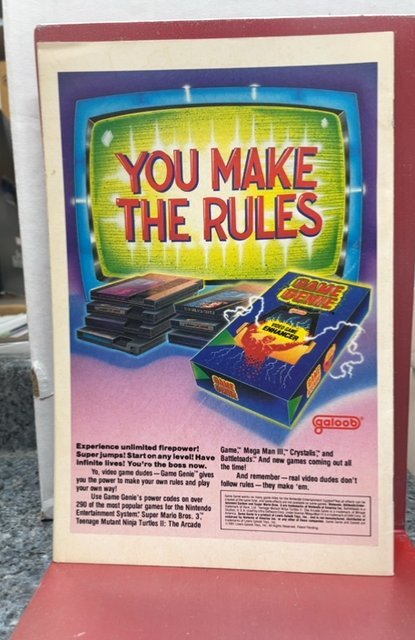 YOU MAKE
THE RULES
GAME
GENIE
VIDEO GAME
ENHANCER
GAME
GENIE
galoob
Experience unlimited firepower!
Super jumps! Start on any level! Have
infinite lives! You're the boss now.
Yo, video game dudes — Game Genie™ gives
you the power to make your own rules and play
your own way!
Use Game Genie's power codes on over
290 of the most popular games for the Nintendo
Entertainment System: Super Mario Bros. 3,™
Teenage Mutant Ninja Turtles II: The Arcade
Game,™ Mega Man III,™ Crystalis,™ and
Battletoads.™ And new games coming out all
the time!
And remember — real video dudes don't
follow rules — they make 'em.